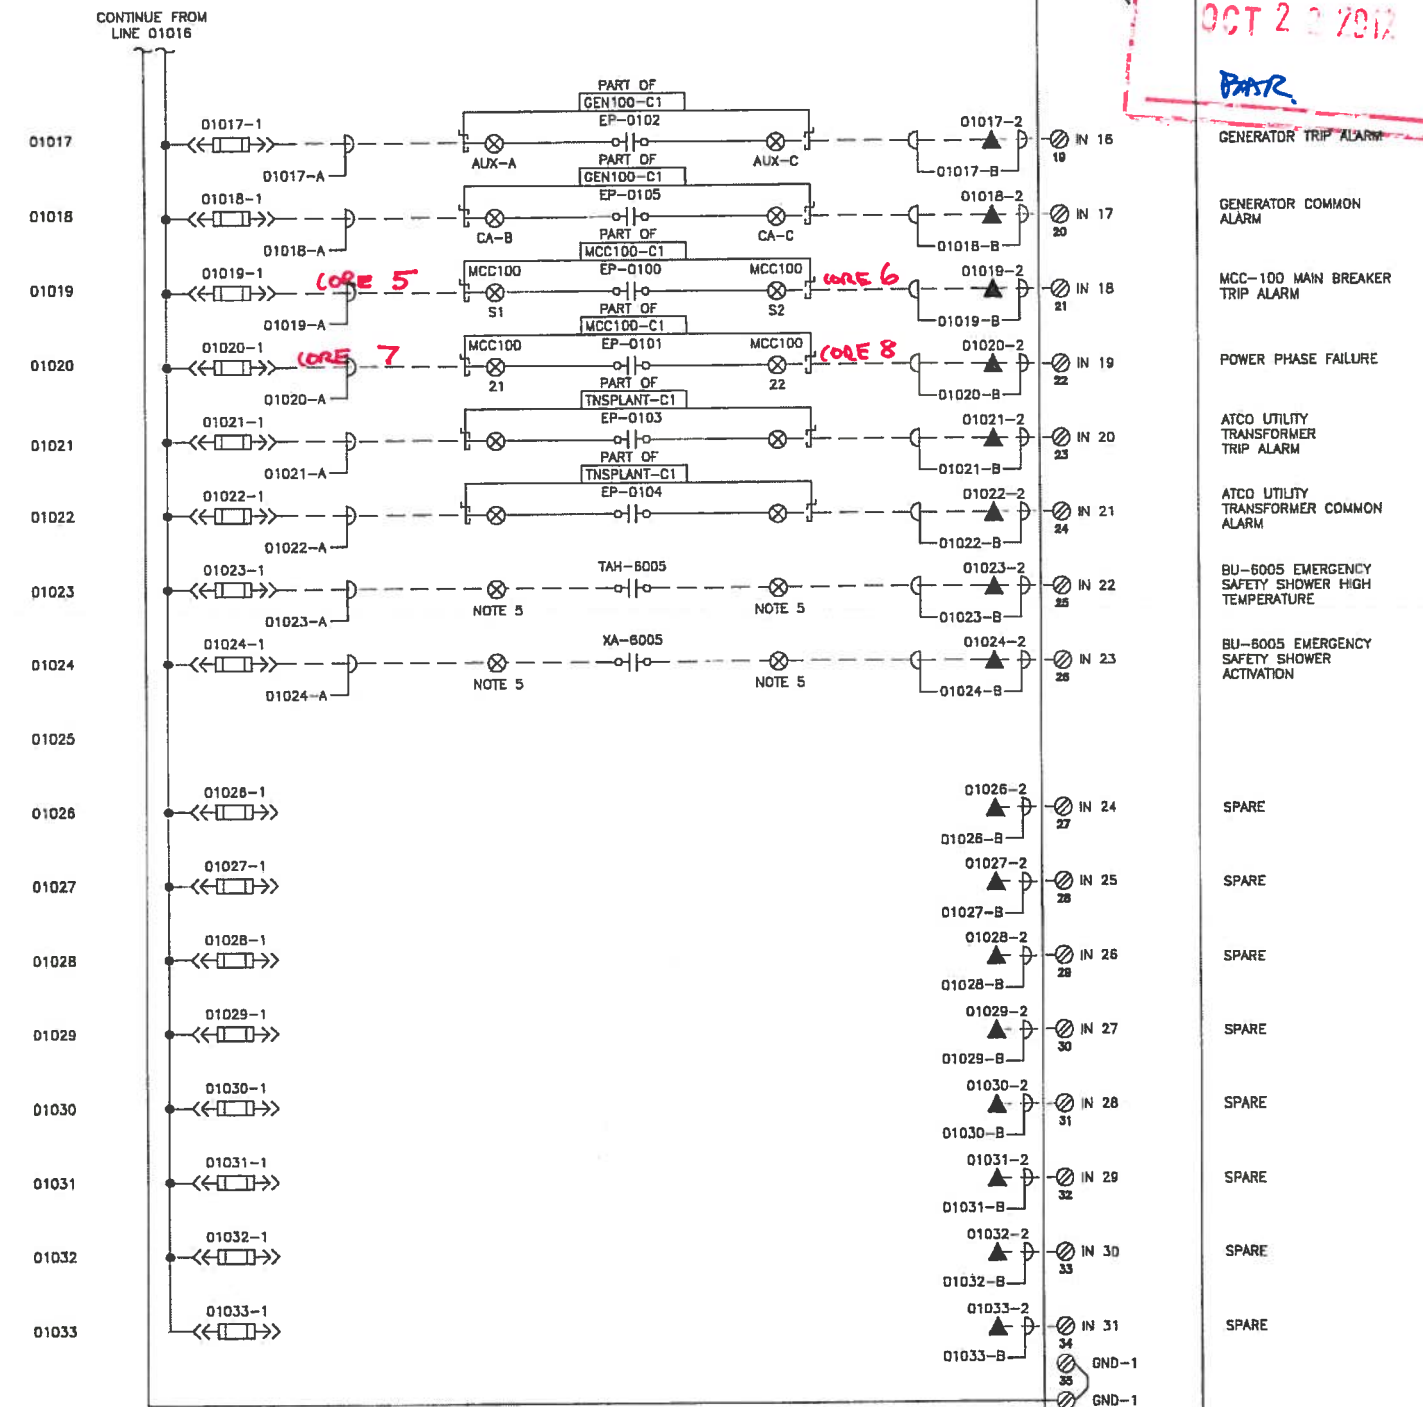 CONTINUE FROM
LINE 01016
OCT 2 2012
PART OF
GEN100-C1
01017 01017-1 EP-0102 01017-2 IN 16 GENERATOR TRIP ALARM
AUX-A AUX-C 19
01017-A 01017-B
PART OF
GEN100-C1
01018 01018-1 EP-0105 01018-2 IN 17 GENERATOR COMMON
ALARM
CA-B CA-C 20
01018-A 01018-B
PART OF
MCC100-C1
01019 01019-1 CORE 5 MCC100 EP-0100 MCC100 CORE 6 01019-2 IN 18 MCC-100 MAIN BREAKER
TRIP ALARM
S1 S2 21
01019-A 01019-B
PART OF
MCC100-C1
01020 01020-1 CORE 7 MCC100 EP-0101 MCC100 CORE 8 01020-2 IN 19 POWER PHASE FAILURE
21 22 22
01020-A 01020-B
PART OF
TNSPLANT-C1
01021 01021-1 EP-0103 01021-2 IN 20 ATCO UTILITY
TRANSFORMER
TRIP ALARM
23
01021-A 01021-B
PART OF
TNSPLANT-C1
01022 01022-1 EP-0104 01022-2 IN 21 ATCO UTILITY
TRANSFORMER COMMON
ALARM
24
01022-A 01022-B
01023 01023-1 TAH-6005 01023-2 IN 22 BU-6005 EMERGENCY
SAFETY SHOWER HIGH
TEMPERATURE
NOTE 5 NOTE 5 25
01023-A 01023-B
01024 01024-1 XA-6005 01024-2 IN 23 BU-6005 EMERGENCY
SAFETY SHOWER
ACTIVATION
NOTE 5 NOTE 5 26
01024-A 01024-B
01025
01026 01026-1 01026-2 IN 24 SPARE
27
01026-B
01027 01027-1 01027-2 IN 25 SPARE
28
01027-B
01028 01028-1 01028-2 IN 26 SPARE
29
01028-B
01029 01029-1 01029-2 IN 27 SPARE
30
01029-B
01030 01030-1 01030-2 IN 28 SPARE
31
01030-B
01031 01031-1 01031-2 IN 29 SPARE
32
01031-B
01032 01032-1 01032-2 IN 30 SPARE
33
01032-B
01033 01033-1 01033-2 IN 31 SPARE
34
01033-B
GND-1
35
GND-1